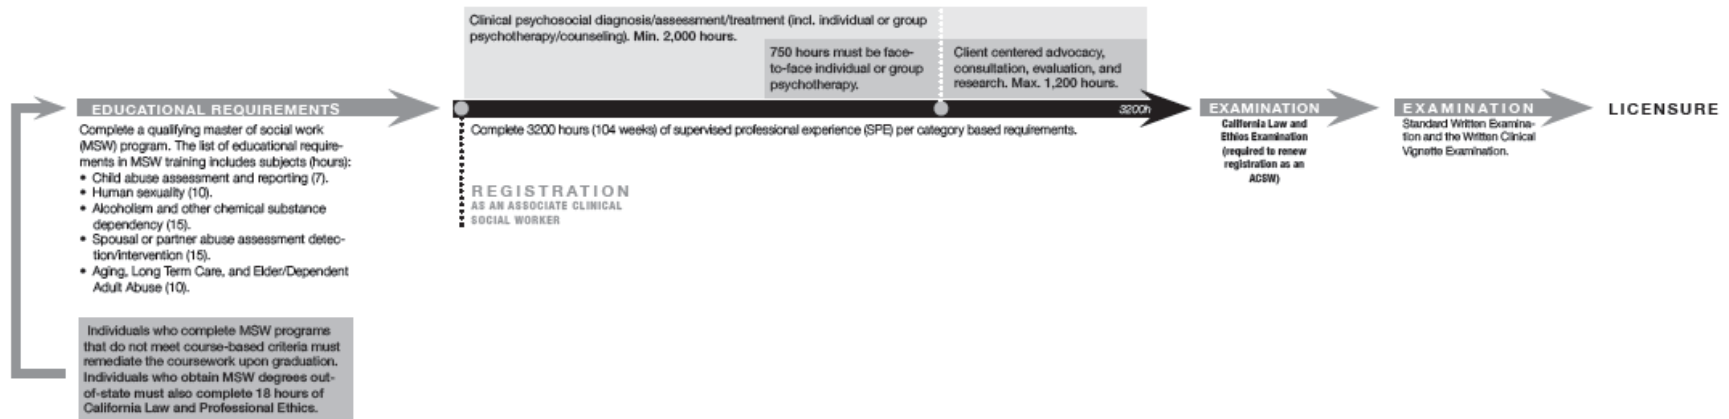 Clinical psychosocial diagnosis/assessment/treatment (incl. individual or group
psychotherapy/counseling). Min. 2,000 hours.
750 hours must be face-
to-face individual or group
psychotherapy.
Client centered advocacy,
consultation, evaluation, and
research. Max. 1,200 hours.
EDUCATIONAL REQUIREMENTS
Complete a qualifying master of social work
(MSW) program. The list of educational require-
ments in MSW training includes subjects (hours):
• Child abuse assessment and reporting (7).
• Human sexuality (10).
• Alcoholism and other chemical substance
dependency (15).
• Spousal or partner abuse assessment detec-
tion/intervention (15).
• Aging, Long Term Care, and Elder/Dependent
Adult Abuse (10).
Individuals who complete MSW programs
that do not meet course-based criteria must
remediate the coursework upon graduation.
Individuals who obtain MSW degrees out-
of-state must also complete 18 hours of
California Law and Professional Ethics.
3200h
Complete 3200 hours (104 weeks) of supervised professional experience (SPE) per category based requirements.
REGISTRATION
AS AN ASSOCIATE CLINICAL
SOCIAL WORKER
EXAMINATION
California Law and
Ethics Examination
(required to renew
registration as an
ACSW)
EXAMINATION
Standard Written Examina-
tion and the Written Clinical
Vignette Examination.
LICENSURE